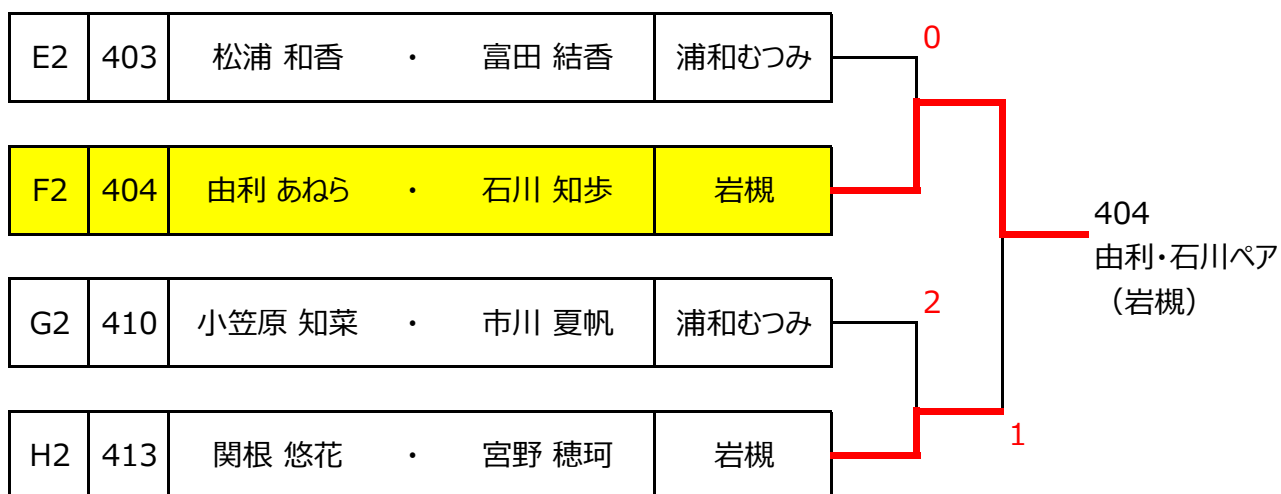 0
E2 403 松浦 和香 ・ 富田 結香 浦和むつみ
F2 404 由利 あねら ・ 石川 知歩 岩槻
404
由利・石川ペア
（岩槻）
2
G2 410 小笠原 知菜 ・ 市川 夏帆 浦和むつみ
1
H2 413 関根 悠花 ・ 宮野 穂珂 岩槻